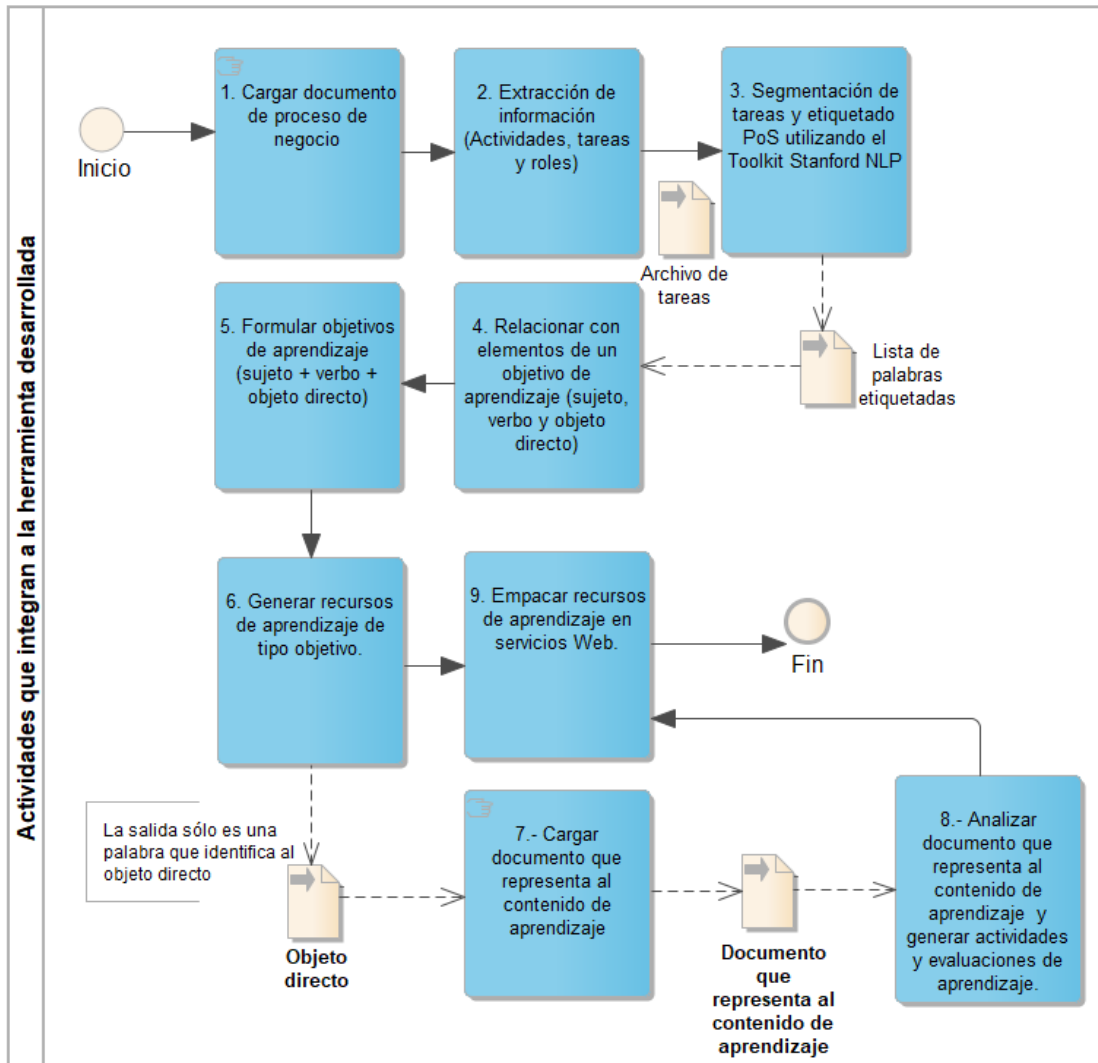 Actividades que integran a la herramienta desarrollada
Inicio
1. Cargar documento
de proceso de
negocio
2. Extracción de
información
(Actividades, tareas
y roles)
3. Segmentación de
tareas y etiquetado
PoS utilizando el
Toolkit Stanford NLP
Archivo de
tareas
Lista de
palabras
etiquetadas
4. Relacionar con
elementos de un
objetivo de
aprendizaje (sujeto,
verbo y objeto
directo)
5. Formular objetivos
de aprendizaje
(sujeto + verbo +
objeto directo)
6. Generar recursos
de aprendizaje de
tipo objetivo.
9. Empacar recursos
de aprendizaje en
servicios Web.
Fin
La salida sólo es una
palabra que identifica al
objeto directo
Objeto
directo
7.- Cargar
documento que
representa al
contenido de
aprendizaje
Documento
que
representa al
contenido de
aprendizaje
8.- Analizar
documento que
representa al
contenido de
aprendizaje y
generar actividades
y evaluaciones de
aprendizaje.